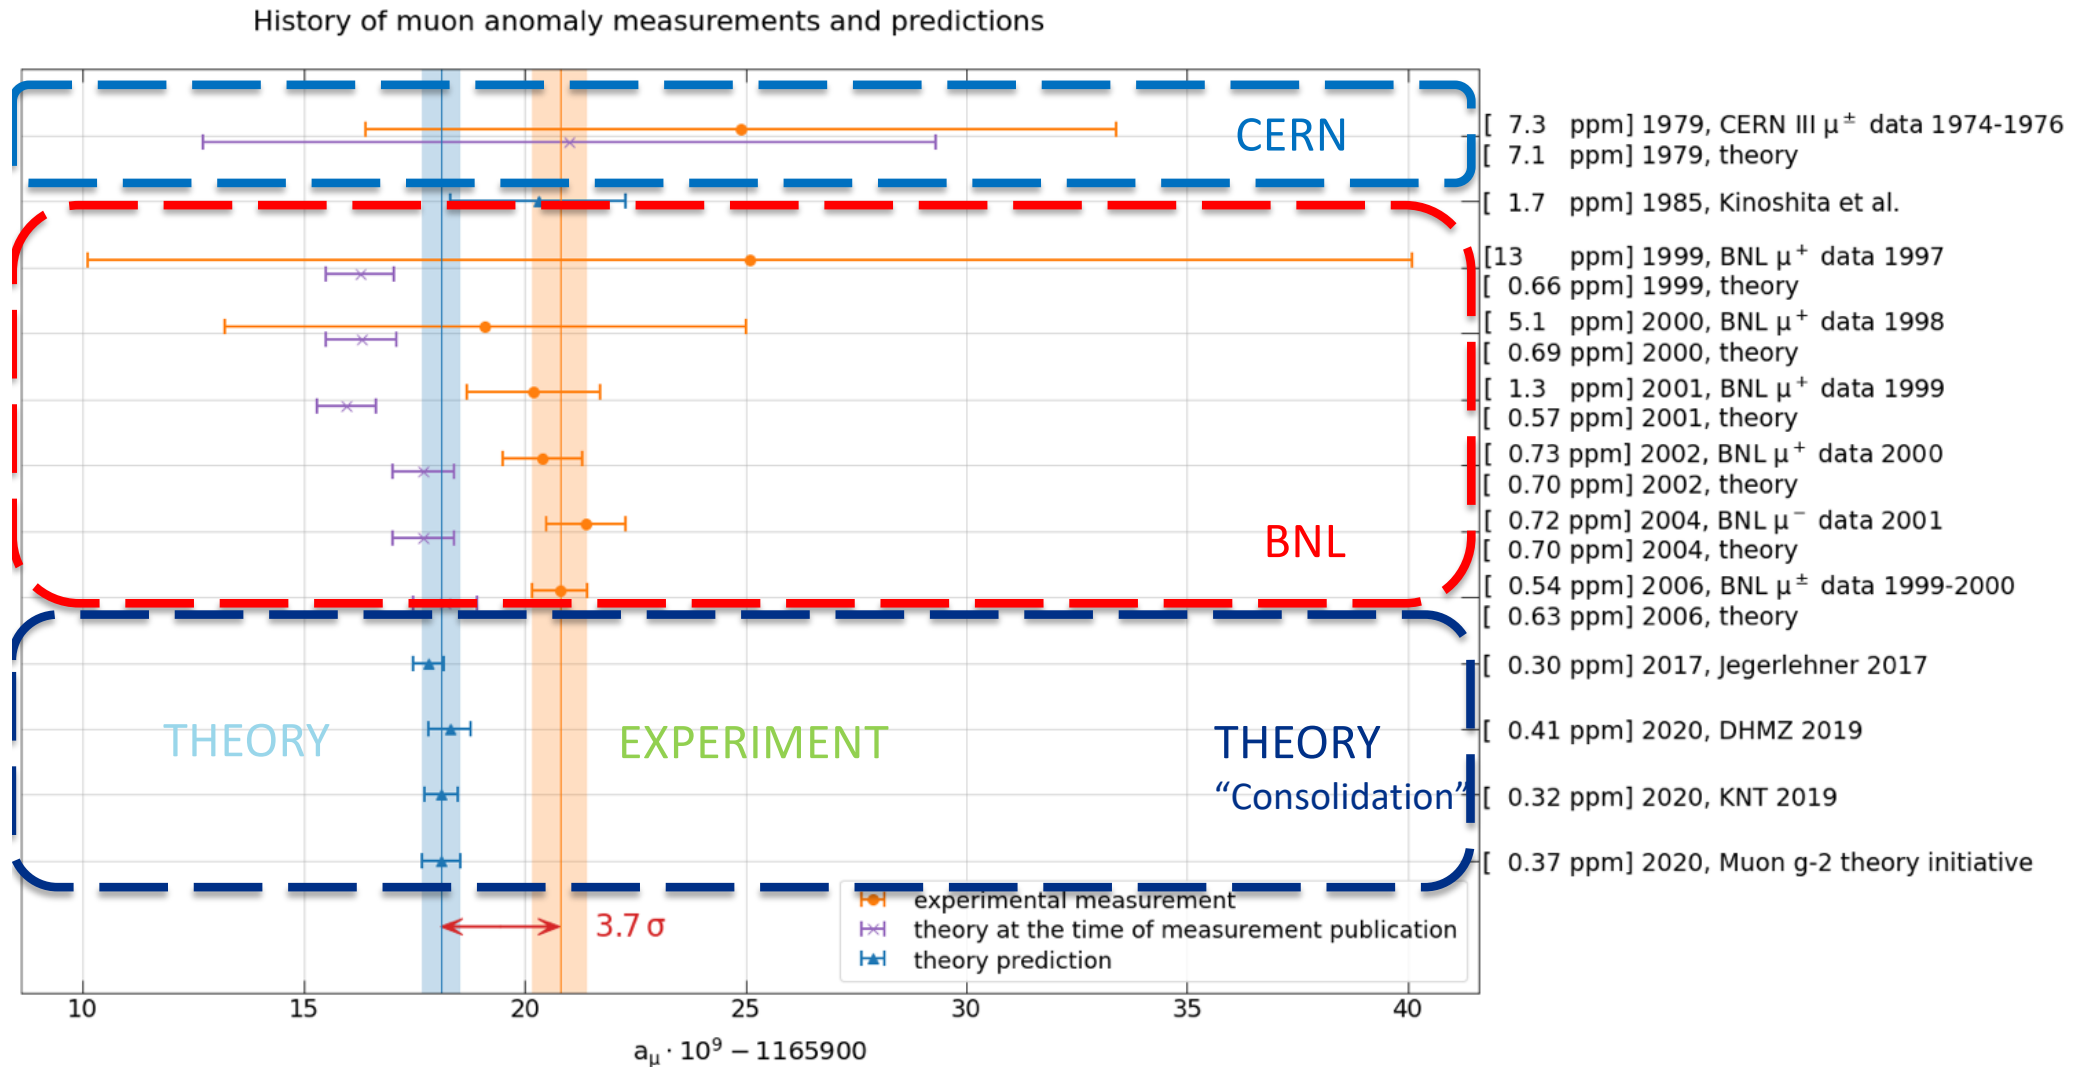 History of muon anomaly measurements and predictions
CERN
[ 7.3 ppm] 1979, CERN III μ± data 1974-1976
[ 7.1 ppm] 1979, theory
[ 1.7 ppm] 1985, Kinoshita et al.
[13 ppm] 1999, BNL μ⁺ data 1997
[ 0.66 ppm] 1999, theory
[ 5.1 ppm] 2000, BNL μ⁺ data 1998
[ 0.69 ppm] 2000, theory
[ 1.3 ppm] 2001, BNL μ⁺ data 1999
[ 0.57 ppm] 2001, theory
[ 0.73 ppm] 2002, BNL μ⁺ data 2000
[ 0.70 ppm] 2002, theory
BNL
[ 0.72 ppm] 2004, BNL μ⁻ data 2001
[ 0.70 ppm] 2004, theory
[ 0.54 ppm] 2006, BNL μ± data 1999-2000
[ 0.63 ppm] 2006, theory
[ 0.30 ppm] 2017, Jegerlehner 2017
THEORY
EXPERIMENT
THEORY
“Consolidation”
[ 0.41 ppm] 2020, DHMZ 2019
[ 0.32 ppm] 2020, KNT 2019
[ 0.37 ppm] 2020, Muon g-2 theory initiative
3.7 σ
experimental measurement
theory at the time of measurement publication
theory prediction
10 15 20 25 30 35 40
aμ · 10⁹ − 1165900